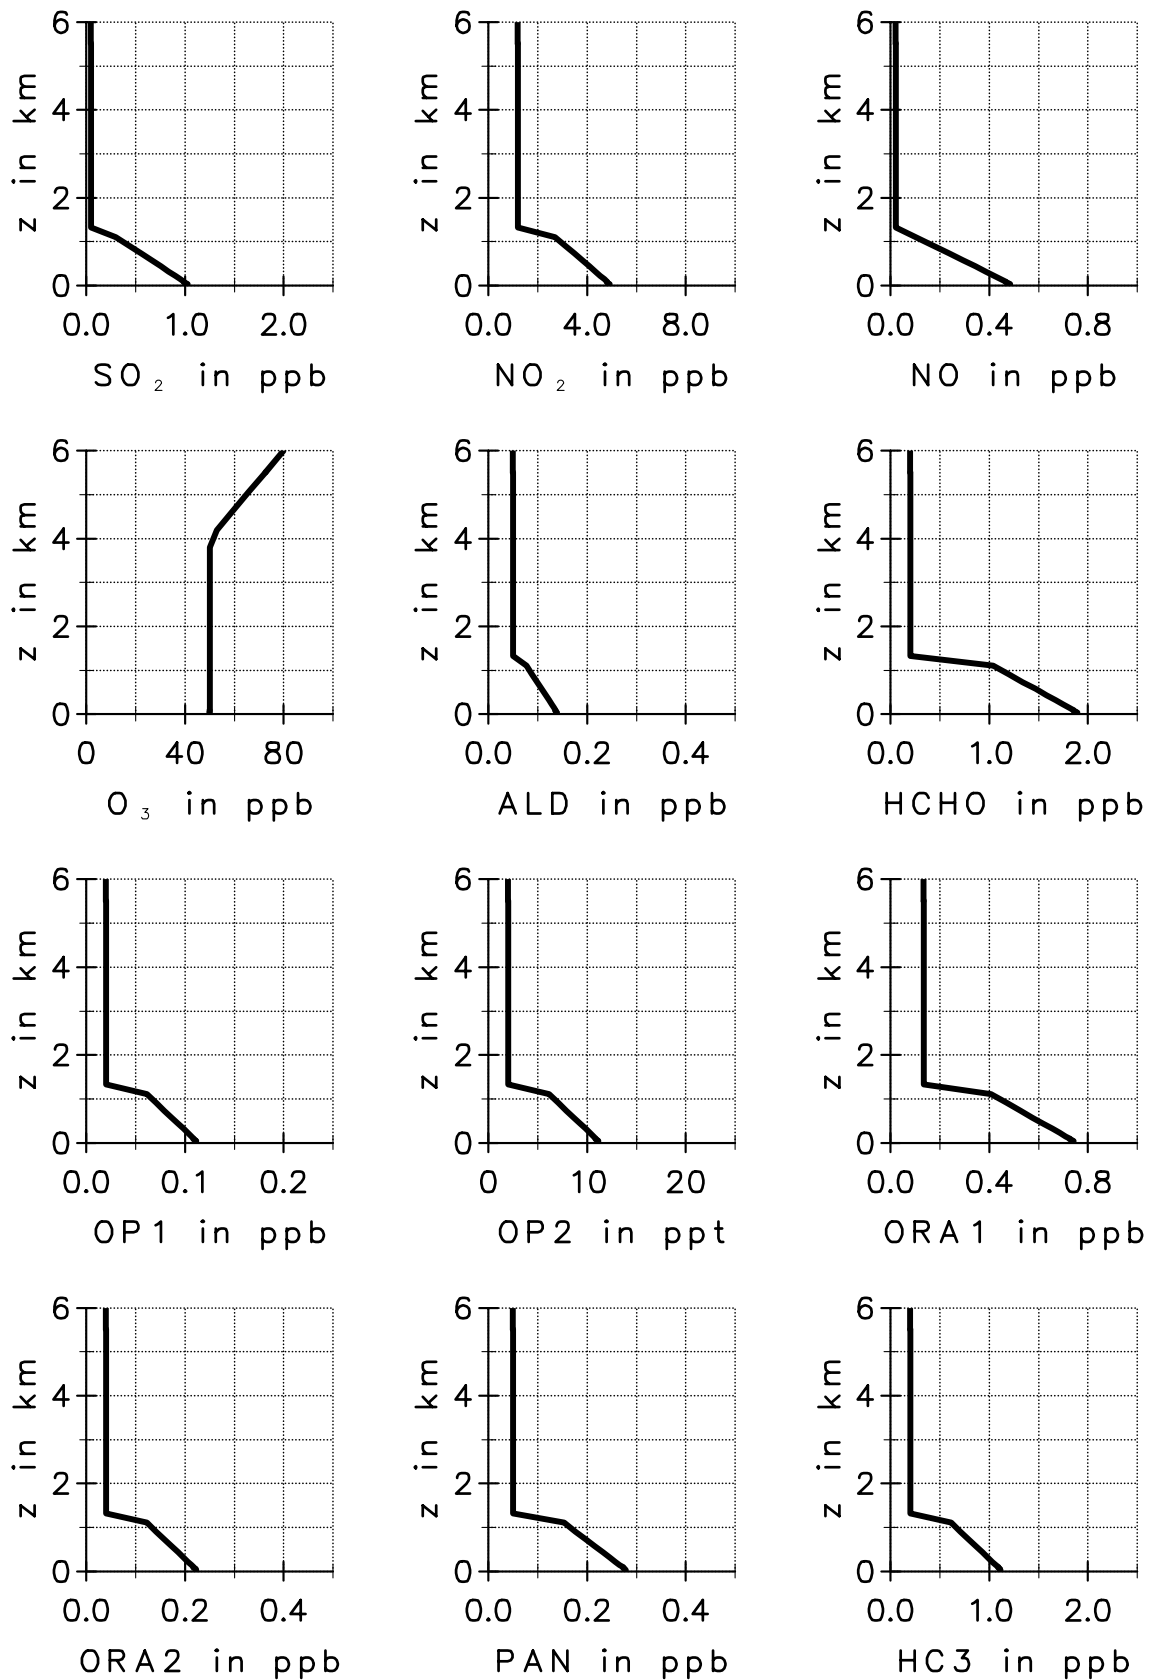 6 6 6
4 4 4
z in km z in km z in km
2 2 2
0 0 0
0.0 1.0 2.0 0.0 4.0 8.0 0.0 0.4 0.8
SO₂ in ppb NO₂ in ppb NO in ppb
6 6 6
4 4 4
z in km z in km z in km
2 2 2
0 0 0
0 40 80 0.0 0.2 0.4 0.0 1.0 2.0
O₃ in ppb ALD in ppb HCHO in ppb
6 6 6
4 4 4
z in km z in km z in km
2 2 2
0 0 0
0.0 0.1 0.2 0 10 20 0.0 0.4 0.8
OP1 in ppb OP2 in ppt ORA1 in ppb
6 6 6
4 4 4
z in km z in km z in km
2 2 2
0 0 0
0.0 0.2 0.4 0.0 0.2 0.4 0.0 1.0 2.0
ORA2 in ppb PAN in ppb HC3 in ppb